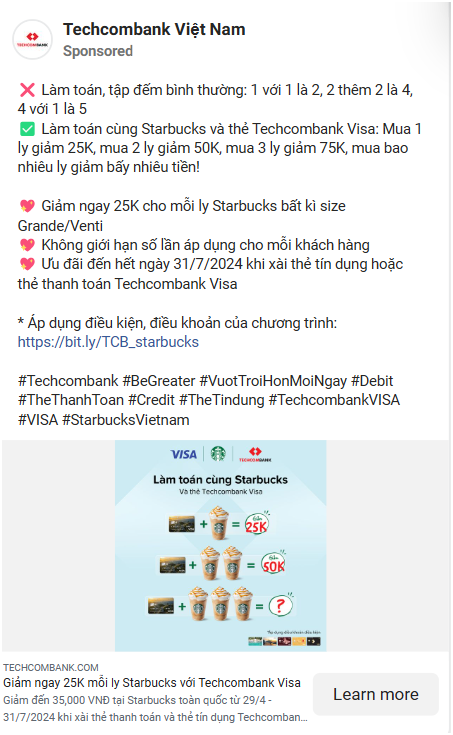 Techcombank Việt Nam
Sponsored
❌ Làm toán, tập đếm bình thường: 1 với 1 là 2, 2 thêm 2 là 4,
4 với 1 là 5
✅ Làm toán cùng Starbucks và thẻ Techcombank Visa: Mua 1
ly giảm 25K, mua 2 ly giảm 50K, mua 3 ly giảm 75K, mua bao
nhiêu ly giảm bấy nhiêu tiền!
💖 Giảm ngay 25K cho mỗi ly Starbucks bất kì size
Grande/Venti
💖 Không giới hạn số lần áp dụng cho mỗi khách hàng
💖 Ưu đãi đến hết ngày 31/7/2024 khi xài thẻ tín dụng hoặc
thẻ thanh toán Techcombank Visa
* Áp dụng điều kiện, điều khoản của chương trình:
https://bit.ly/TCB_starbucks
#Techcombank #BeGreater #VuotTroiHonMoiNgay #Debit
#TheThanhToan #Credit #TheTindung #TechcombankVISA
#VISA #StarbucksVietnam
VISA TECHCOMBANK
Làm toán cùng Starbucks
Và thẻ Techcombank Visa
+ = Giảm 25K
+ = Giảm 50K
+ = ?
*Áp dụng điều khoản điều kiện
TECHCOMBANK.COM
Giảm ngay 25K mỗi ly Starbucks với Techcombank Visa
Giảm đến 35,000 VNĐ tại Starbucks toàn quốc từ 29/4 -
31/7/2024 khi xài thẻ thanh toán và thẻ tín dụng Techcomban...
Learn more